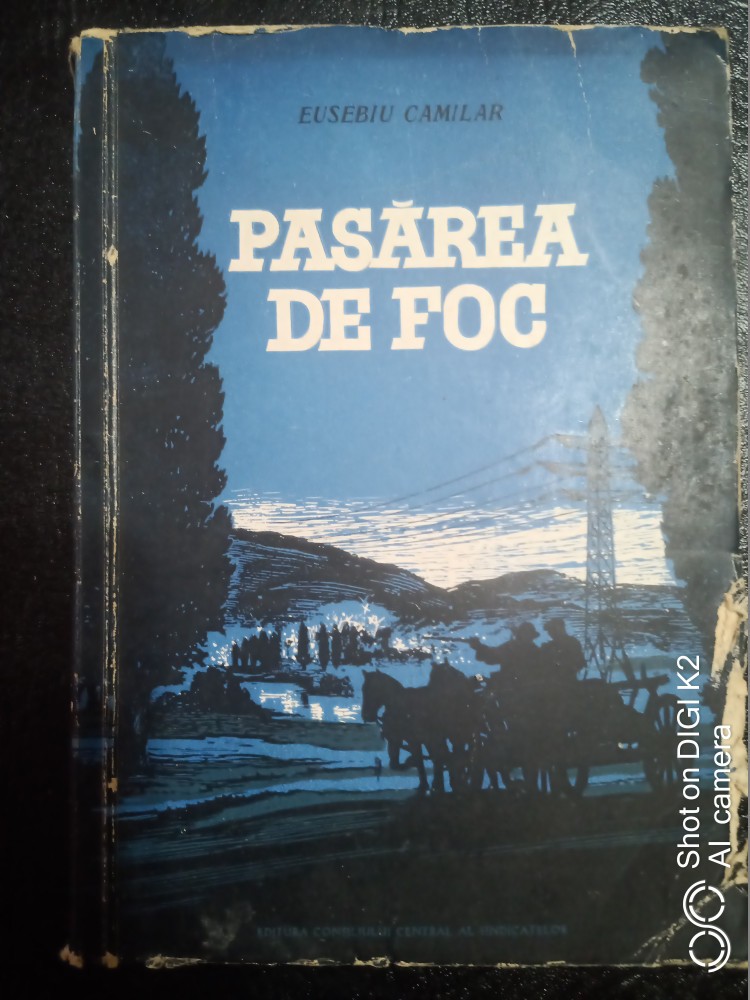 EUSEBIU CAMILAR
PASĂREA
DE FOC
EDITURA CONSILIULUI CENTRAL AL SINDICATELOR
Shot on DIGI K2
AI camera